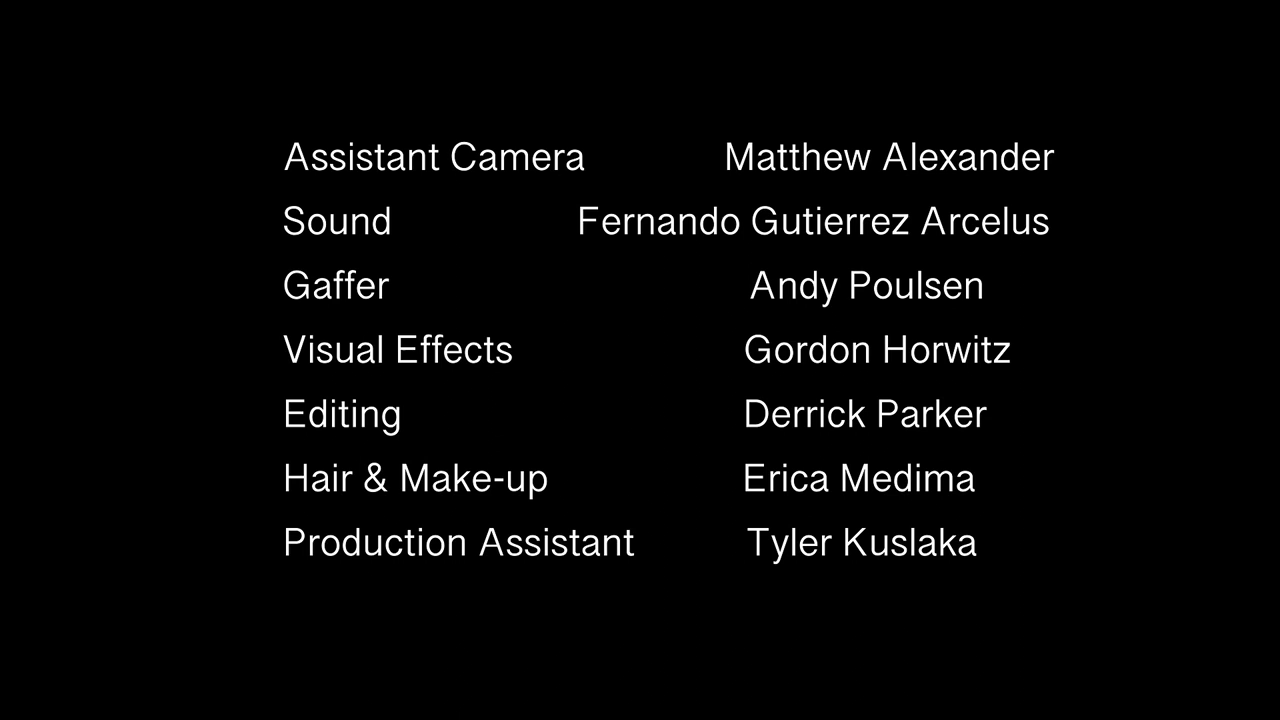 Assistant Camera Matthew Alexander
Sound Fernando Gutierrez Arcelus
Gaffer Andy Poulsen
Visual Effects Gordon Horwitz
Editing Derrick Parker
Hair & Make-up Erica Medima
Production Assistant Tyler Kuslaka